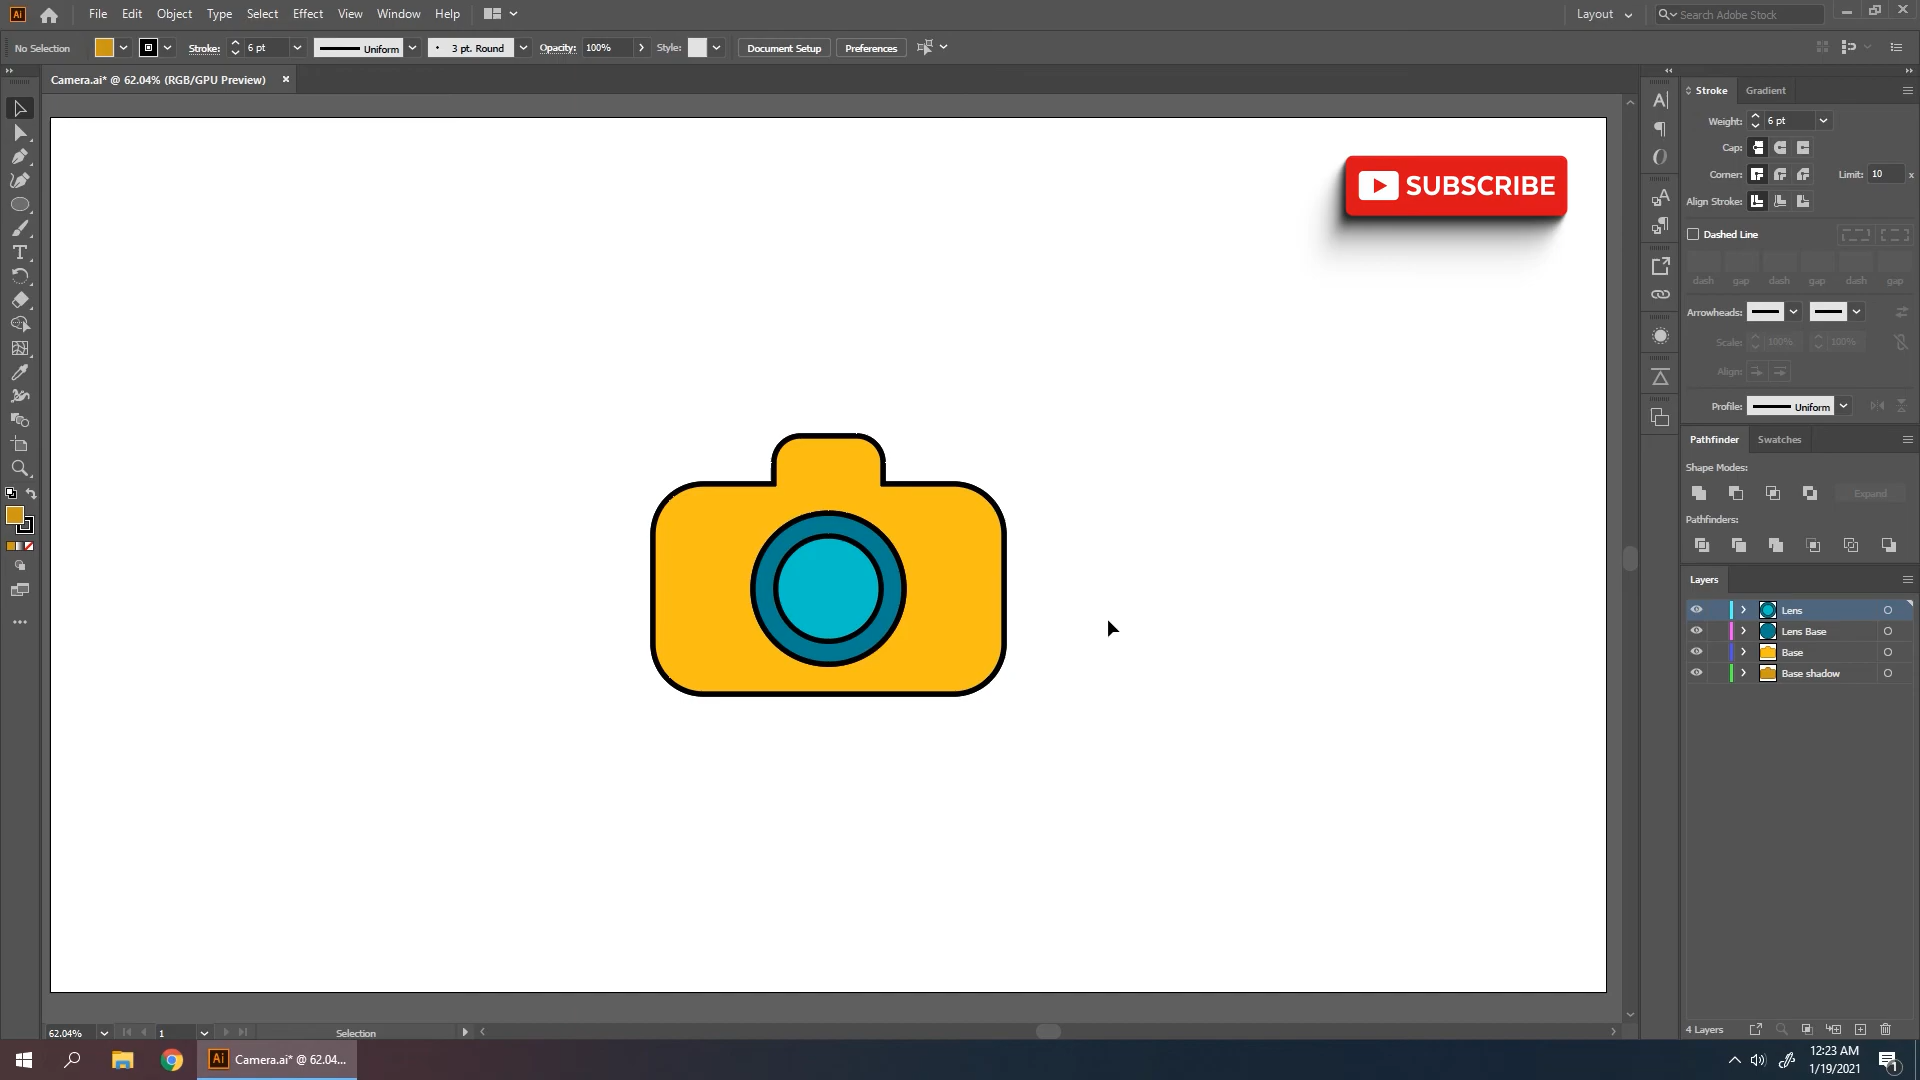 Ai File Edit Object Type Select Effect View Window Help Layout Search Adobe Stock
No Selection Stroke: 6 pt Uniform 3 pt. Round Opacity: 100% Style: Document Setup Preferences
Camera.ai* @ 62.04% (RGB/GPU Preview) ×
SUBSCRIBE
Stroke Gradient
Weight: 6 pt
Cap:
Corner: Limit: 10 x
Align Stroke:
Dashed Line
dash gap dash gap dash gap
Arrowheads:
Scale: 100% 100%
Align:
Profile: Uniform
Pathfinder Swatches
Shape Modes:
Expand
Pathfinders:
Layers
Lens
Lens Base
Base
Base shadow
4 Layers
62.04% 1 Selection
Ai Camera.ai* @ 62.04...
12:23 AM
1/19/2021
1